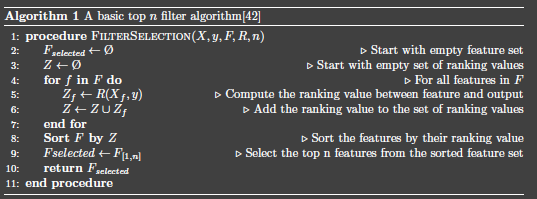 Algorithm 1 A basic top n filter algorithm[42]
1: procedure FILTERSELECTION(X, y, F, R, n)
2: F_selected ← Ø ▷ Start with empty feature set
3: Z ← Ø ▷ Start with empty set of ranking values
4: for f in F do ▷ For all features in F
5: Z_f ← R(X_f, y) ▷ Compute the ranking value between feature and output
6: Z ← Z ∪ Z_f ▷ Add the ranking value to the set of ranking values
7: end for
8: Sort F by Z ▷ Sort the features by their ranking value
9: Fselected ← F_[1,n] ▷ Select the top n features from the sorted feature set
10: return F_selected
11: end procedure